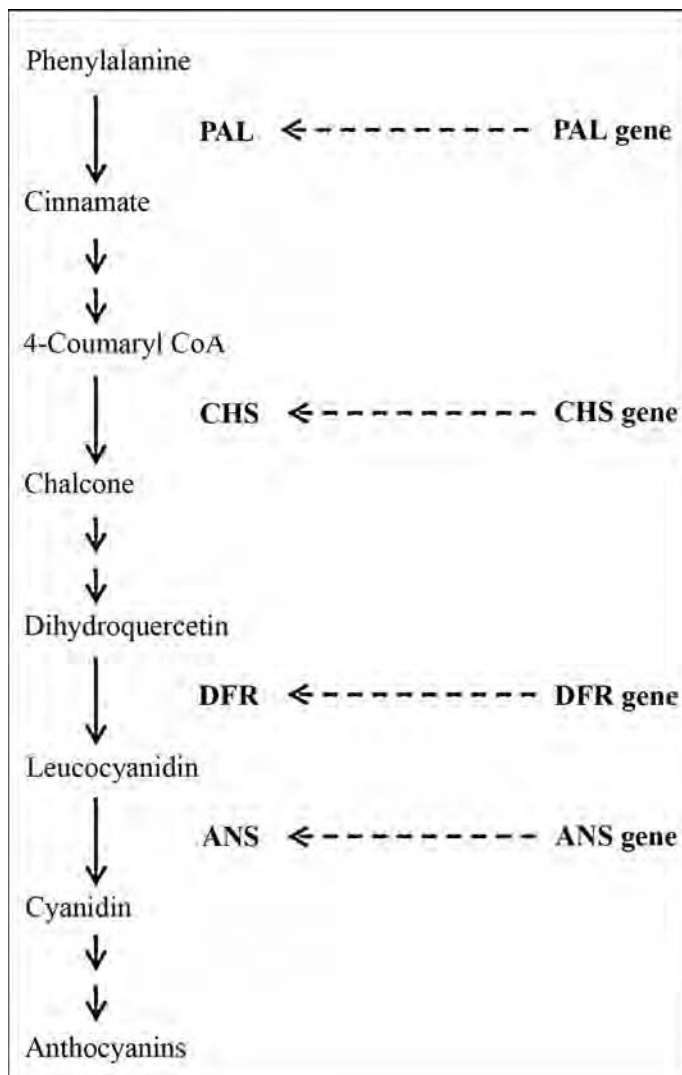 Phenylalanine
PAL PAL gene
Cinnamate
4-Coumaryl CoA
CHS CHS gene
Chalcone
Dihydroquercetin
DFR DFR gene
Leucocyanidin
ANS ANS gene
Cyanidin
Anthocyanins